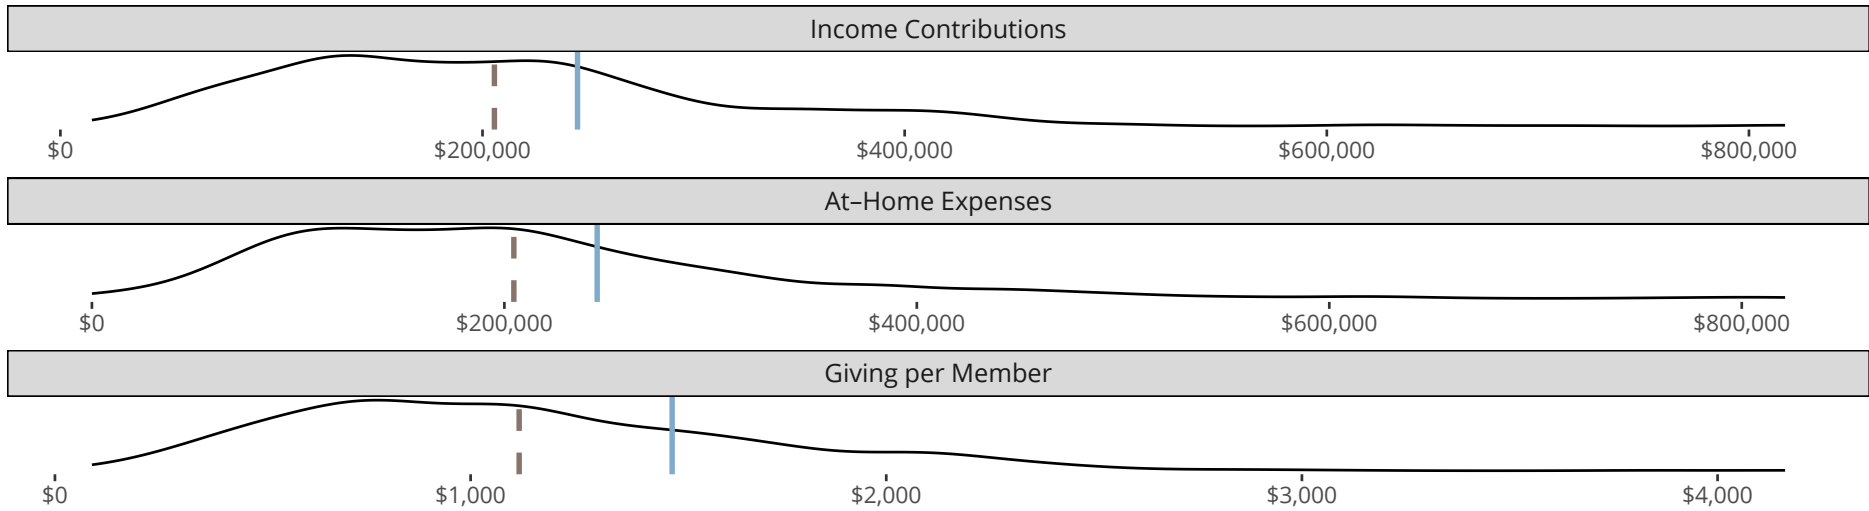 Income Contributions
$0 $200,000 $400,000 $600,000 $800,000
At–Home Expenses
$0 $200,000 $400,000 $600,000 $800,000
Giving per Member
$0 $1,000 $2,000 $3,000 $4,000